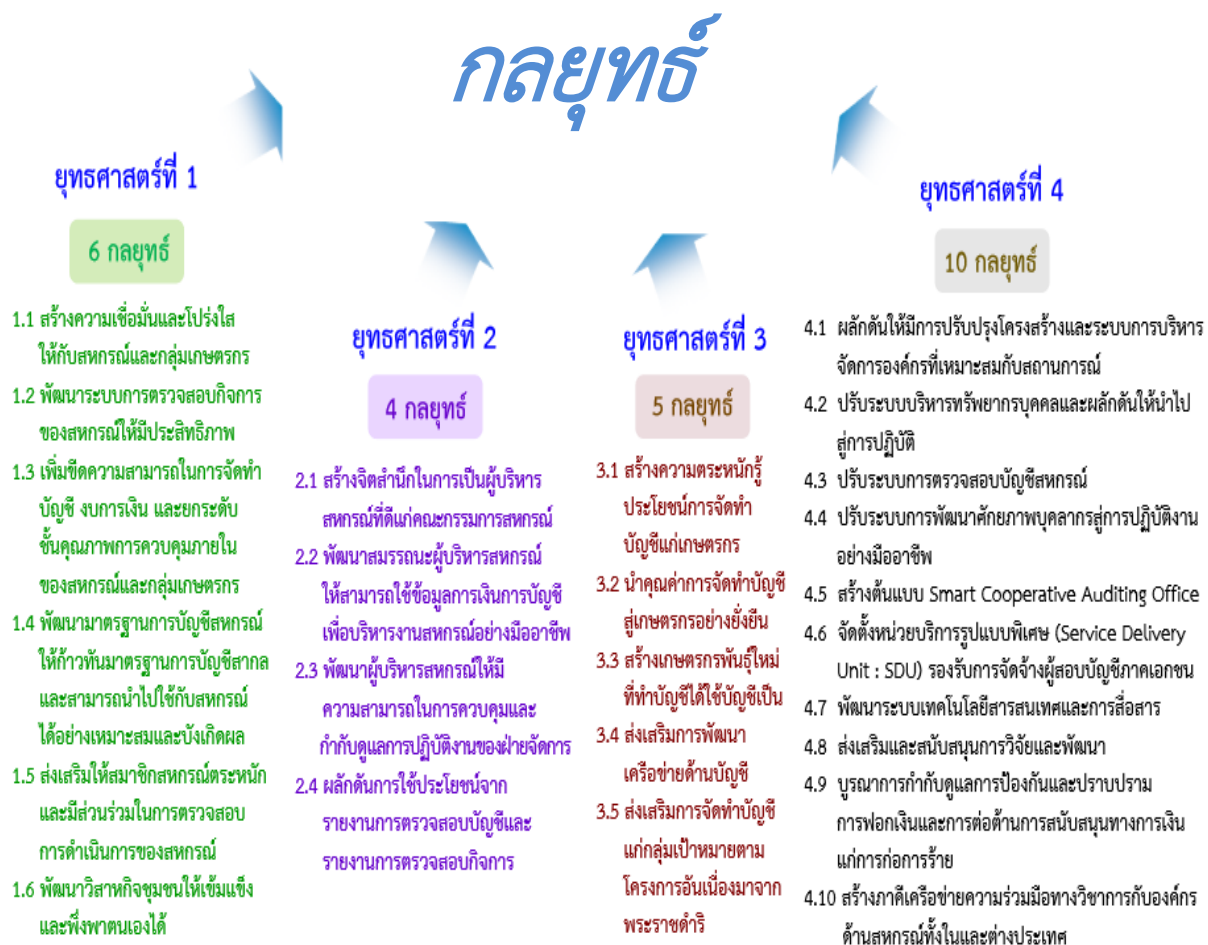 กลยุทธ์
ยุทธศาสตร์ที่ 1
6 กลยุทธ์
1.1 สร้างความเชื่อมั่นและโปร่งใส
ให้กับสหกรณ์และกลุ่มเกษตรกร
1.2 พัฒนาระบบการตรวจสอบกิจการ
ของสหกรณ์ให้มีประสิทธิภาพ
1.3 เพิ่มขีดความสามารถในการจัดทำ
บัญชี งบการเงิน และยกระดับ
ชั้นคุณภาพการควบคุมภายใน
ของสหกรณ์และกลุ่มเกษตรกร
1.4 พัฒนามาตรฐานการบัญชีสหกรณ์
ให้ก้าวทันมาตรฐานการบัญชีสากล
และสามารถนำไปใช้กับสหกรณ์
ได้อย่างเหมาะสมและบังเกิดผล
1.5 ส่งเสริมให้สมาชิกสหกรณ์ตระหนัก
และมีส่วนร่วมในการตรวจสอบ
การดำเนินการของสหกรณ์
1.6 พัฒนาวิสาหกิจชุมชนให้เข้มแข็ง
และพึ่งพาตนเองได้
ยุทธศาสตร์ที่ 2
4 กลยุทธ์
2.1 สร้างจิตสำนึกในการเป็นผู้บริหาร
สหกรณ์ที่ดีแก่คณะกรรมการสหกรณ์
2.2 พัฒนาสมรรถนะผู้บริหารสหกรณ์
ให้สามารถใช้ข้อมูลการเงินการบัญชี
เพื่อบริหารงานสหกรณ์อย่างมืออาชีพ
2.3 พัฒนาผู้บริหารสหกรณ์ให้มี
ความสามารถในการควบคุมและ
กำกับดูแลการปฏิบัติงานของฝ่ายจัดการ
2.4 ผลักดันการใช้ประโยชน์จาก
รายงานการตรวจสอบบัญชีและ
รายงานการตรวจสอบกิจการ
ยุทธศาสตร์ที่ 3
5 กลยุทธ์
3.1 สร้างความตระหนักรู้
ประโยชน์การจัดทำ
บัญชีแก่เกษตรกร
3.2 นำคุณค่าการจัดทำบัญชี
สู่เกษตรกรอย่างยั่งยืน
3.3 สร้างเกษตรกรพันธุ์ใหม่
ที่ทำบัญชีได้ใช้บัญชีเป็น
3.4 ส่งเสริมการพัฒนา
เครือข่ายด้านบัญชี
3.5 ส่งเสริมการจัดทำบัญชี
แก่กลุ่มเป้าหมายตาม
โครงการอันเนื่องมาจาก
พระราชดำริ
ยุทธศาสตร์ที่ 4
10 กลยุทธ์
4.1 ผลักดันให้มีการปรับปรุงโครงสร้างและระบบการบริหาร
จัดการองค์กรที่เหมาะสมกับสถานการณ์
4.2 ปรับระบบบริหารทรัพยากรบุคคลและผลักดันให้นำไป
สู่การปฏิบัติ
4.3 ปรับระบบการตรวจสอบบัญชีสหกรณ์
4.4 ปรับระบบการพัฒนาศักยภาพบุคลากรสู่การปฏิบัติงาน
อย่างมืออาชีพ
4.5 สร้างต้นแบบ Smart Cooperative Auditing Office
4.6 จัดตั้งหน่วยบริการรูปแบบพิเศษ (Service Delivery
Unit : SDU) รองรับการจัดจ้างผู้สอบบัญชีภาคเอกชน
4.7 พัฒนาระบบเทคโนโลยีสารสนเทศและการสื่อสาร
4.8 ส่งเสริมและสนับสนุนการวิจัยและพัฒนา
4.9 บูรณาการกำกับดูแลการป้องกันและปราบปราม
การฟอกเงินและการต่อต้านการสนับสนุนทางการเงิน
แก่การก่อการร้าย
4.10 สร้างภาคีเครือข่ายความร่วมมือทางวิชาการกับองค์กร
ด้านสหกรณ์ทั้งในและต่างประเทศ